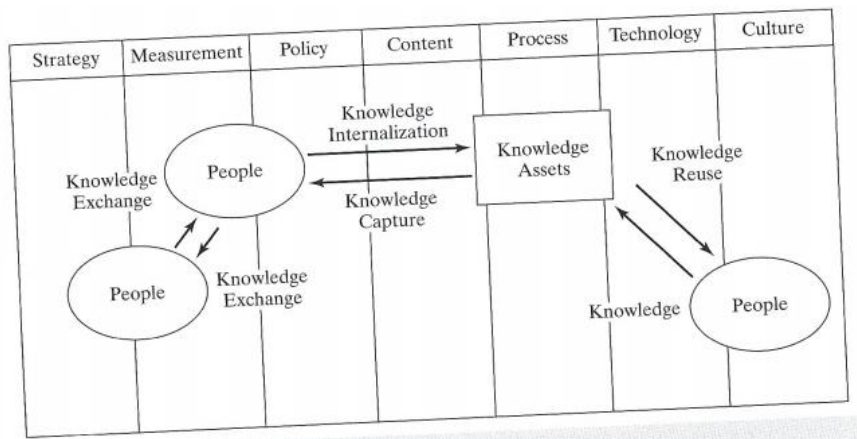 Strategy
Measurement
Policy
Content
Process
Technology
Culture
Knowledge
Internalization
People
Knowledge
Assets
Knowledge
Reuse
Knowledge
Exchange
Knowledge
Capture
People
Knowledge
Exchange
Knowledge
People